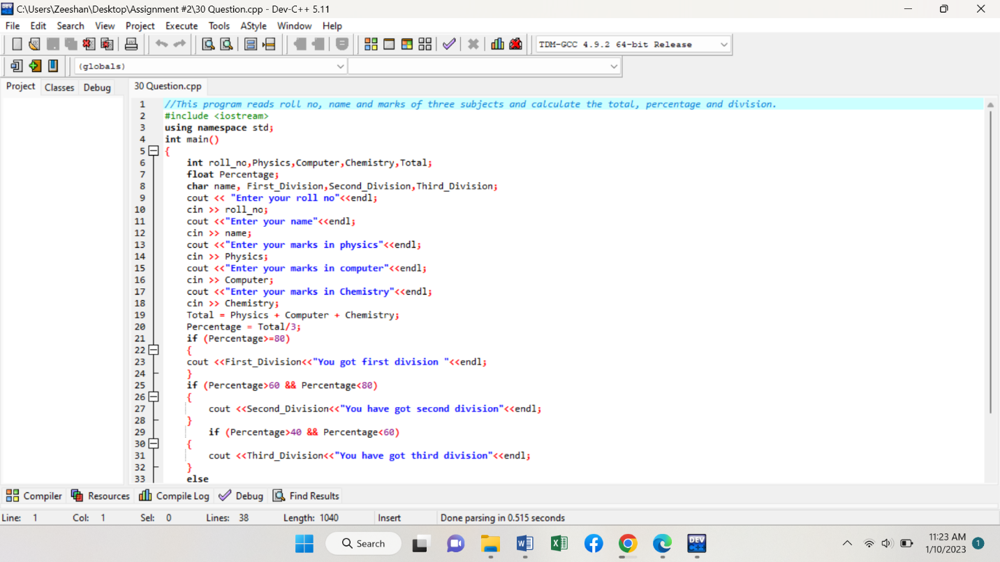 C:\Users\Zeeshan\Desktop\Assignment #2\30 Question.cpp - Dev-C++ 5.11
File Edit Search View Project Execute Tools AStyle Window Help
TDM-GCC 4.9.2 64-bit Release
(globals)
Project Classes Debug 30 Question.cpp
1 //This program reads roll no, name and marks of three subjects and calculate the total, percentage and division.
2 #include <iostream>
3 using namespace std;
4 int main()
5 {
6 int roll_no,Physics,Computer,Chemistry,Total;
7 float Percentage;
8 char name, First_Division,Second_Division,Third_Division;
9 cout << "Enter your roll no"<<endl;
10 cin >> roll_no;
11 cout <<"Enter your name"<<endl;
12 cin >> name;
13 cout <<"Enter your marks in physics"<<endl;
14 cin >> Physics;
15 cout <<"Enter your marks in computer"<<endl;
16 cin >> Computer;
17 cout <<"Enter your marks in Chemistry"<<endl;
18 cin >> Chemistry;
19 Total = Physics + Computer + Chemistry;
20 Percentage = Total/3;
21 if (Percentage>=80)
22 {
23 cout <<First_Division<<"You got first division "<<endl;
24 }
25 if (Percentage>60 && Percentage<80)
26 {
27 cout <<Second_Division<<"You have got second division"<<endl;
28 }
29 if (Percentage>40 && Percentage<60)
30 {
31 cout <<Third_Division<<"You have got third division"<<endl;
32 }
33 else
Compiler Resources Compile Log Debug Find Results
Line: 1 Col: 1 Sel: 0 Lines: 38 Length: 1040 Insert Done parsing in 0.515 seconds
Search
DEV
11:23 AM
1/10/2023
1